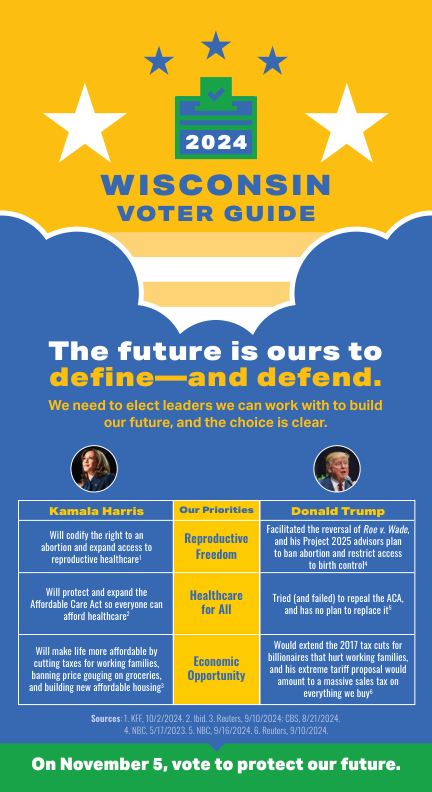 2024
WISCONSIN
VOTER GUIDE
The future is ours to
define—and defend.
We need to elect leaders we can work with to build
our future, and the choice is clear.
Kamala Harris
Our Priorities
Donald Trump
Will codify the right to an
abortion and expand access to
reproductive healthcare¹
Reproductive
Freedom
Facilitated the reversal of Roe v. Wade,
and his Project 2025 advisors plan
to ban abortion and restrict access
to birth control⁴
Will protect and expand the
Affordable Care Act so everyone can
afford healthcare²
Healthcare
for All
Tried (and failed) to repeal the ACA,
and has no plan to replace it⁵
Will make life more affordable by
cutting taxes for working families,
banning price gouging on groceries,
and building new affordable housing³
Economic
Opportunity
Would extend the 2017 tax cuts for
billionaires that hurt working families,
and his extreme tariff proposal would
amount to a massive sales tax on
everything we buy⁶
Sources: 1. KFF, 10/2/2024. 2. Ibid. 3. Reuters, 9/10/2024; CBS, 8/21/2024.
4. NBC, 5/17/2023. 5. NBC, 9/16/2024. 6. Reuters, 9/10/2024.
On November 5, vote to protect our future.